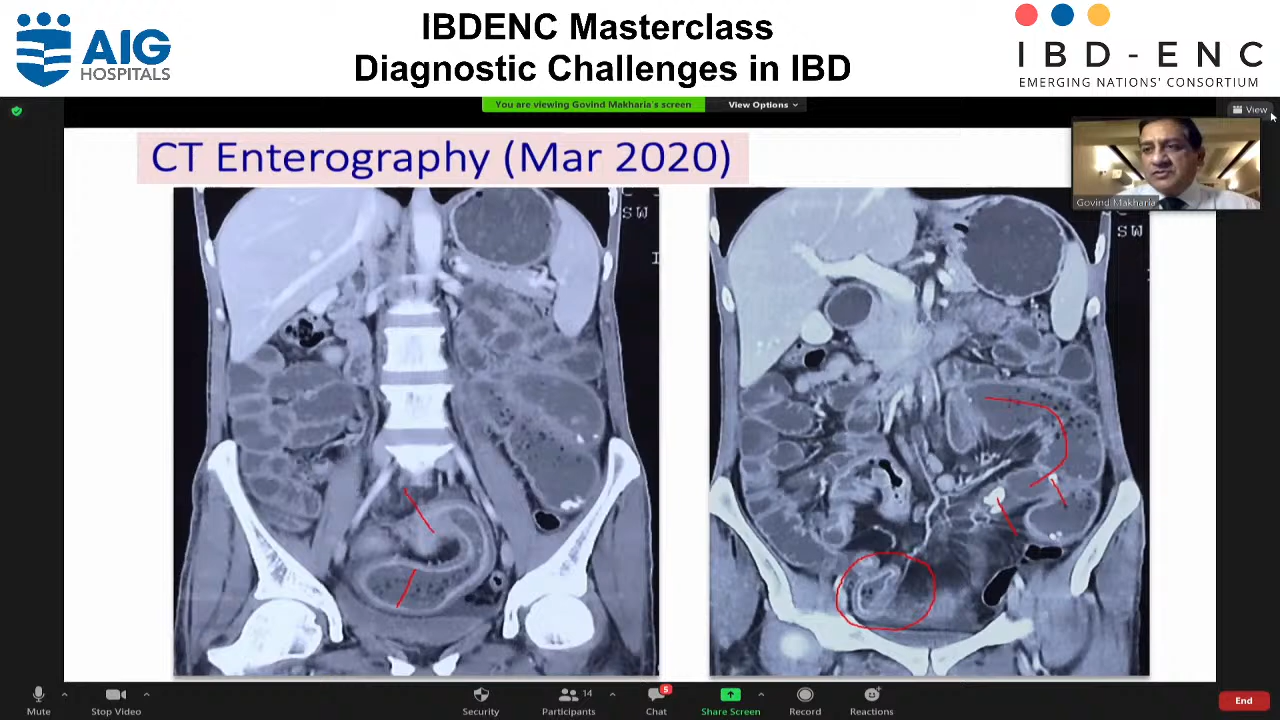 AIG
HOSPITALS
IBDENC Masterclass
Diagnostic Challenges in IBD
IBD-ENC
EMERGING NATIONS' CONSORTIUM
You are viewing Govind Makharia's screen
View Options
View
CT Enterography (Mar 2020)
Govind Makharia
SW
SW
Mute
Stop Video
Security
14
Participants
5
Chat
Share Screen
Record
Reactions
End